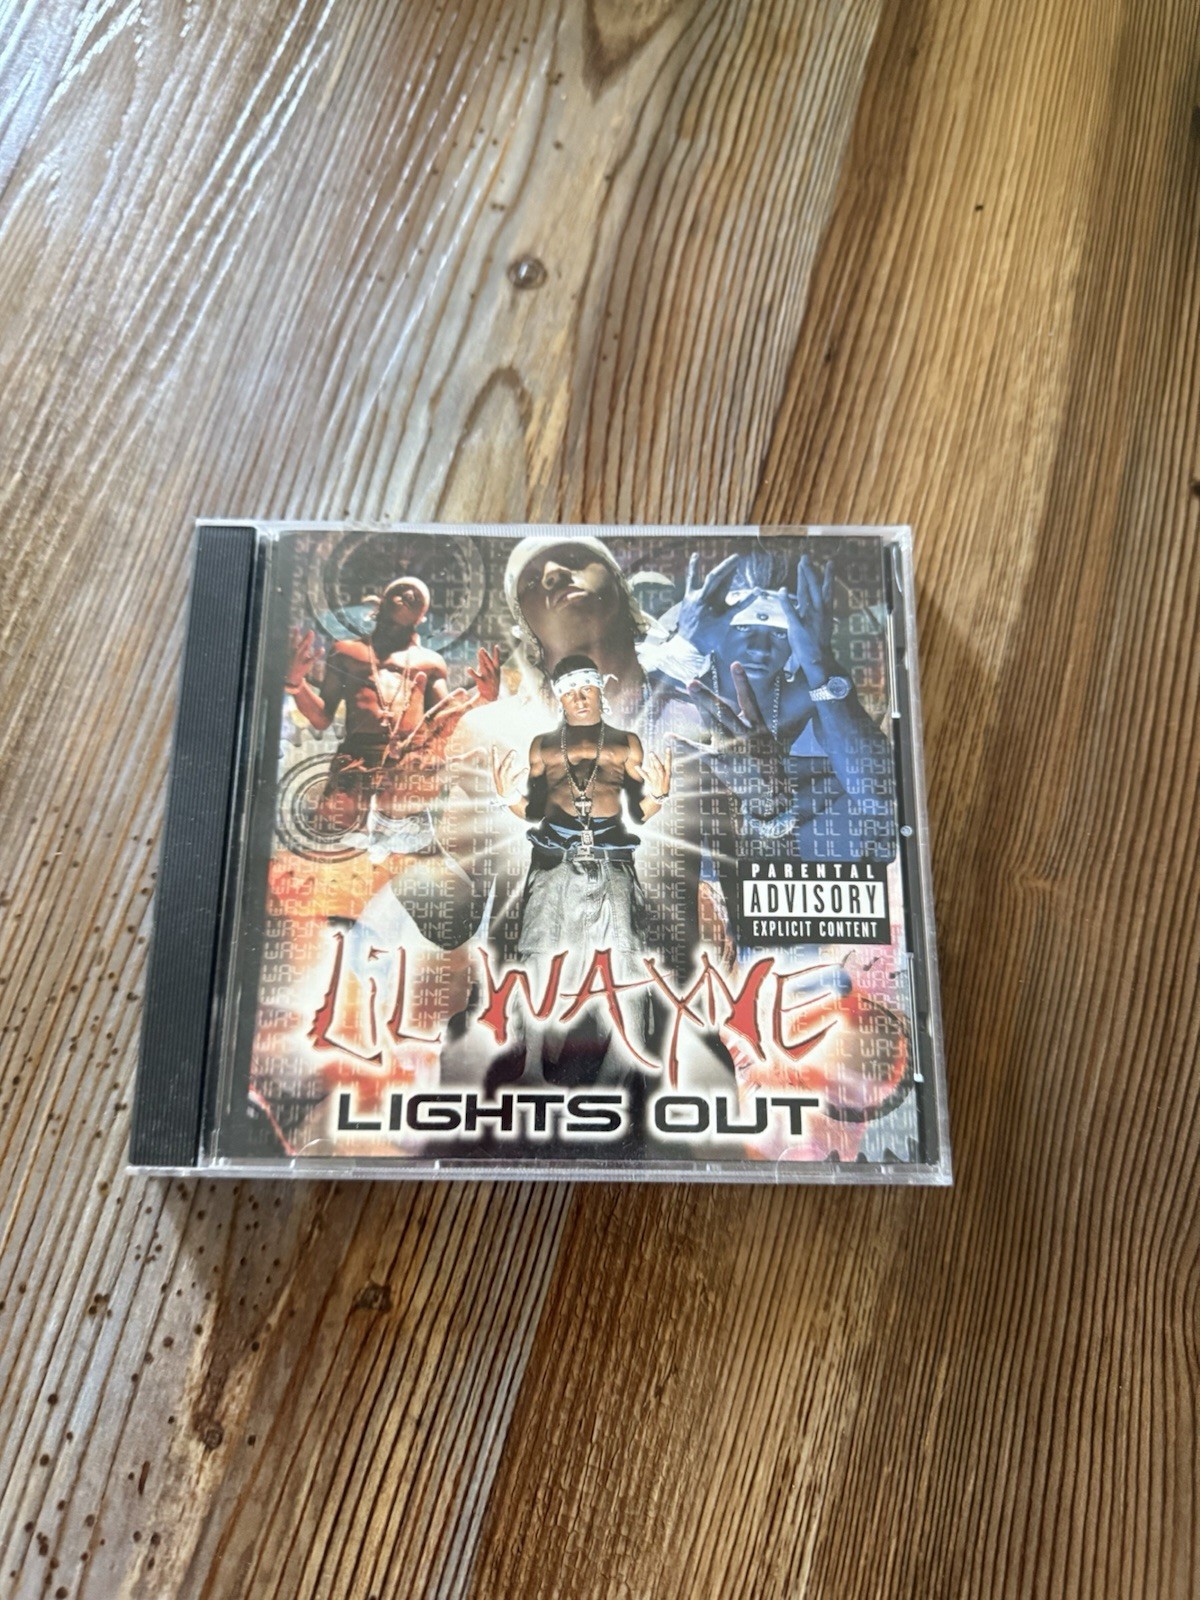 PARENTAL
ADVISORY
EXPLICIT CONTENT
LiL WAYNE
LIGHTS OUT